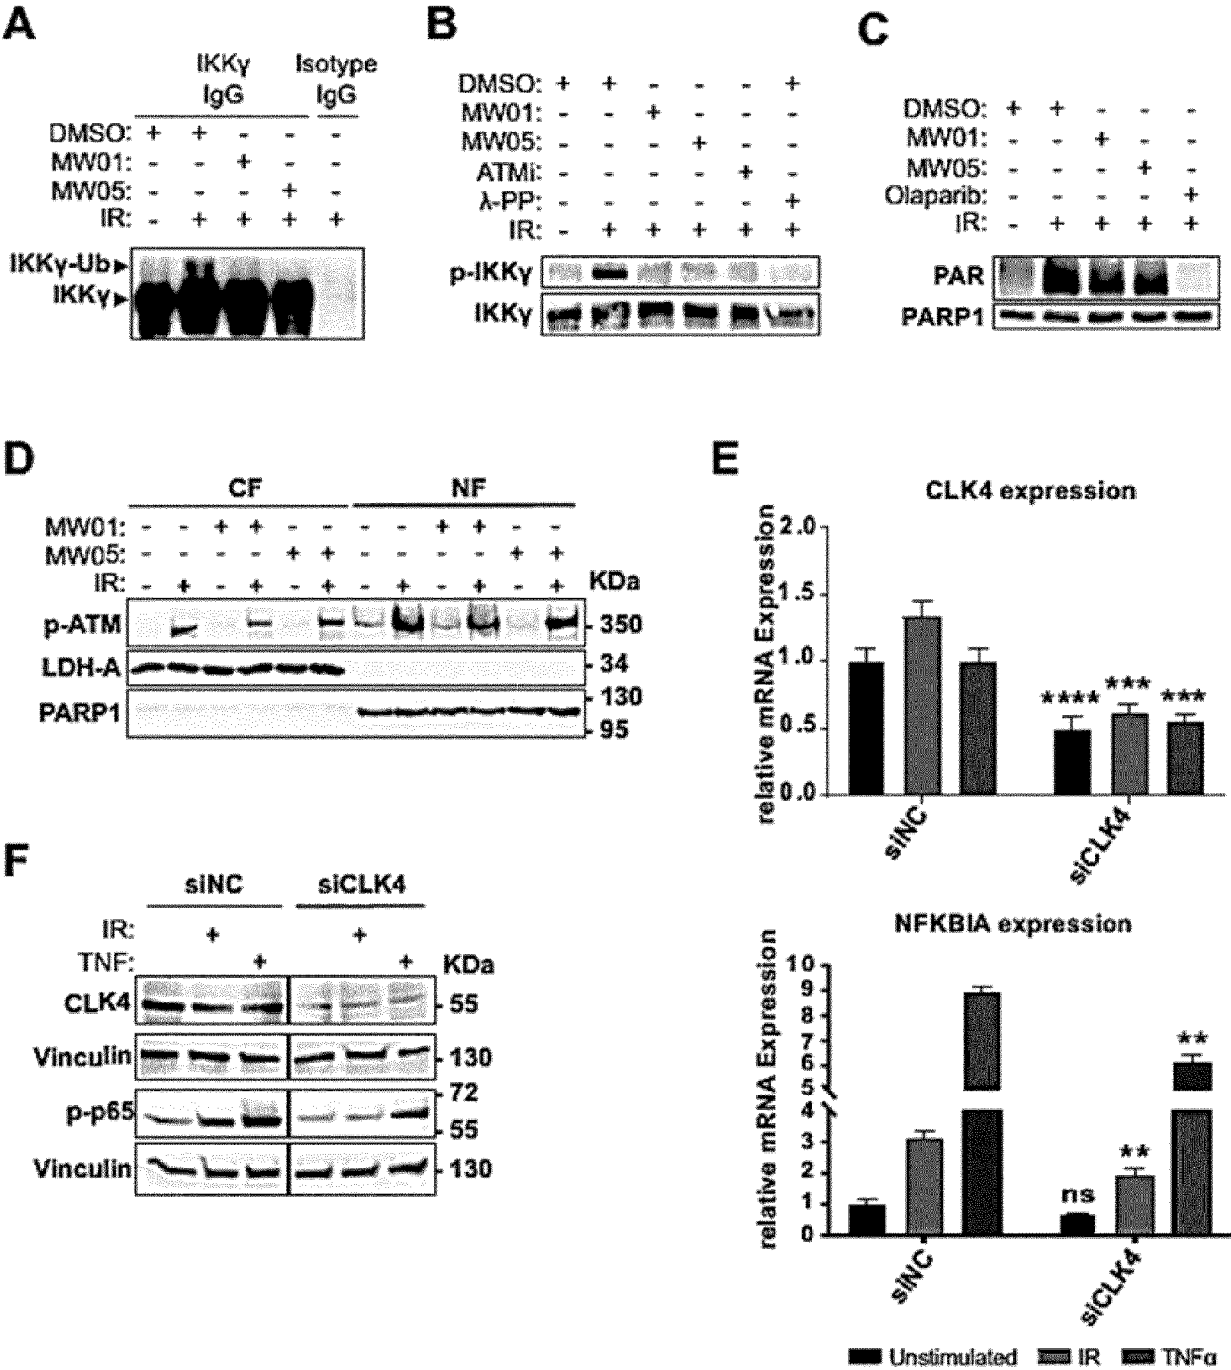 A
IKKγ Isotype
IgG IgG
DMSO: + + - - -
MW01: - - + - -
MW05: - - - + -
IR: - + + + +
IKKγ-Ub
IKKγ
B
DMSO: + + - - - +
MW01: - - + - - -
MW05: - - - + - -
ATMi: - - - - + -
λ-PP: - - - - - +
IR: - + + + + +
p-IKKγ
IKKγ
C
DMSO: + + - - -
MW01: - - + - -
MW05: - - - + -
Olaparib: - - - - +
IR: - + + + +
PAR
PARP1
D
CF NF
MW01: - - + + - - - - + + - -
MW05: - - - - + + - - - - + +
IR: - + - + - + - + - + - + KDa
p-ATM - 350
LDH-A - 34
PARP1 - 130
- 95
E
CLK4 expression
relative mRNA Expression
2.0
1.5
1.0
0.5
0.0
**** *** ***
siNC siCLK4
NFKBIA expression
relative mRNA Expression
10
9
8
7
6
5
4
3
2
1
0
ns ** **
siNC siCLK4
Unstimulated IR TNFα
F
siNC siCLK4
IR: + +
TNF: + + KDa
CLK4 - 55
Vinculin - 130
p-p65 - 72
- 55
Vinculin - 130